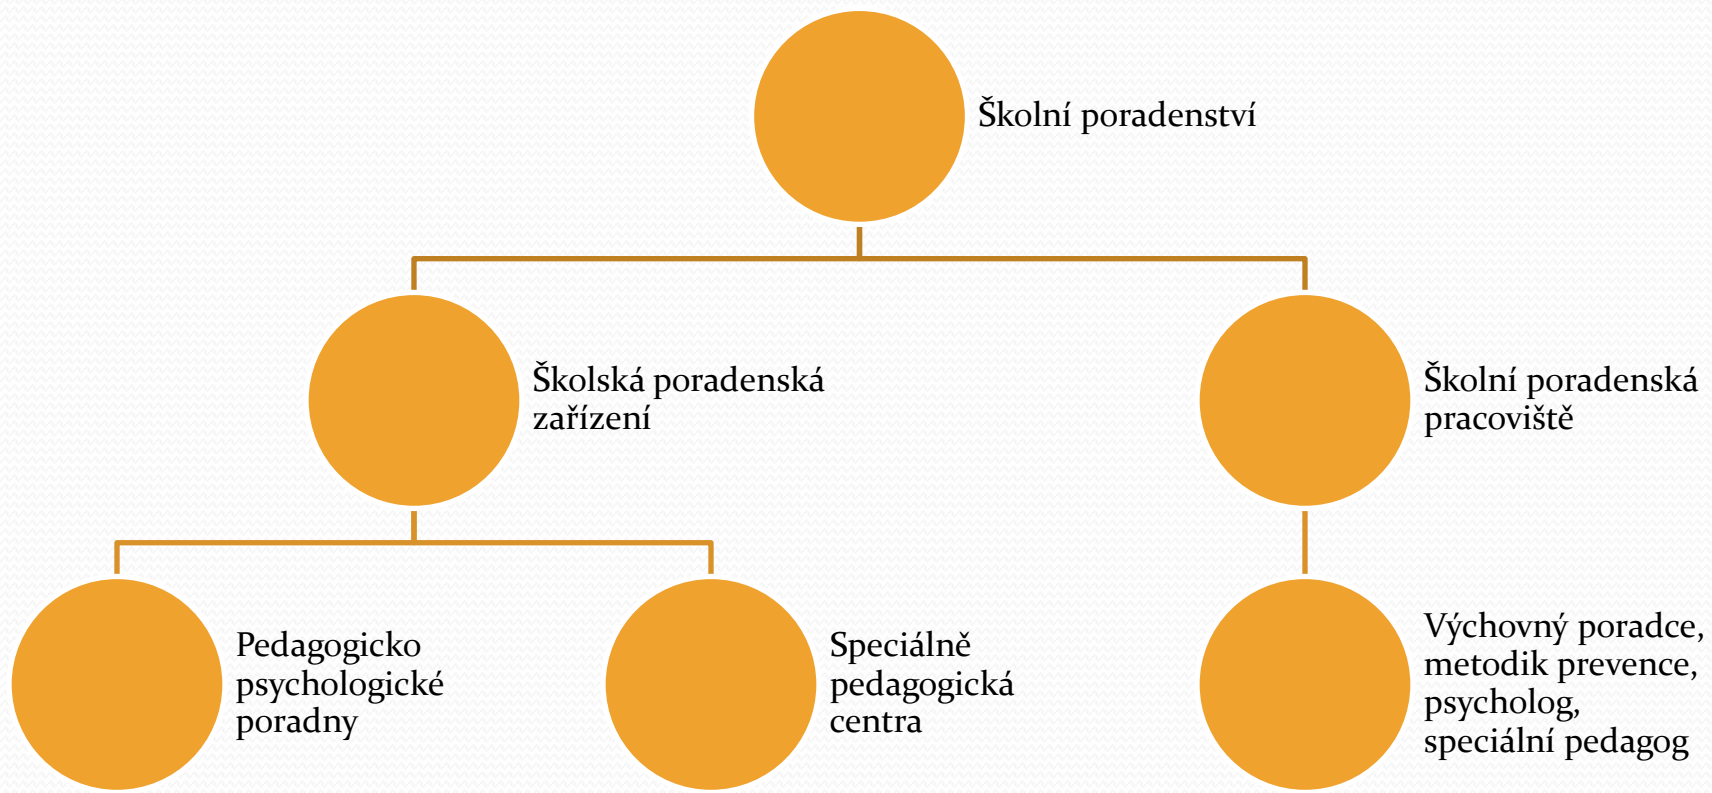 Školní poradenství
Školská poradenská
zařízení
Školní poradenská
pracoviště
Pedagogicko
psychologické
poradny
Speciálně
pedagogická
centra
Výchovný poradce,
metodik prevence,
psycholog,
speciální pedagog